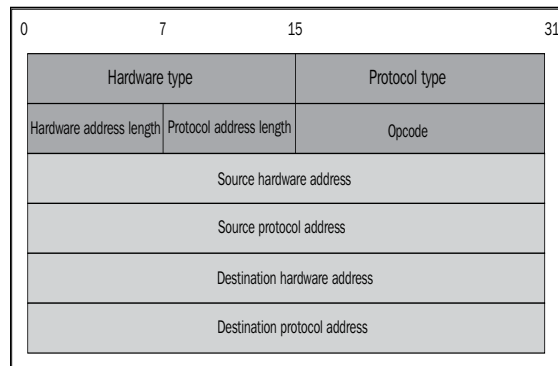 0 7 15 31
Hardware type Protocol type
Hardware address length Protocol address length Opcode
Source hardware address
Source protocol address
Destination hardware address
Destination protocol address